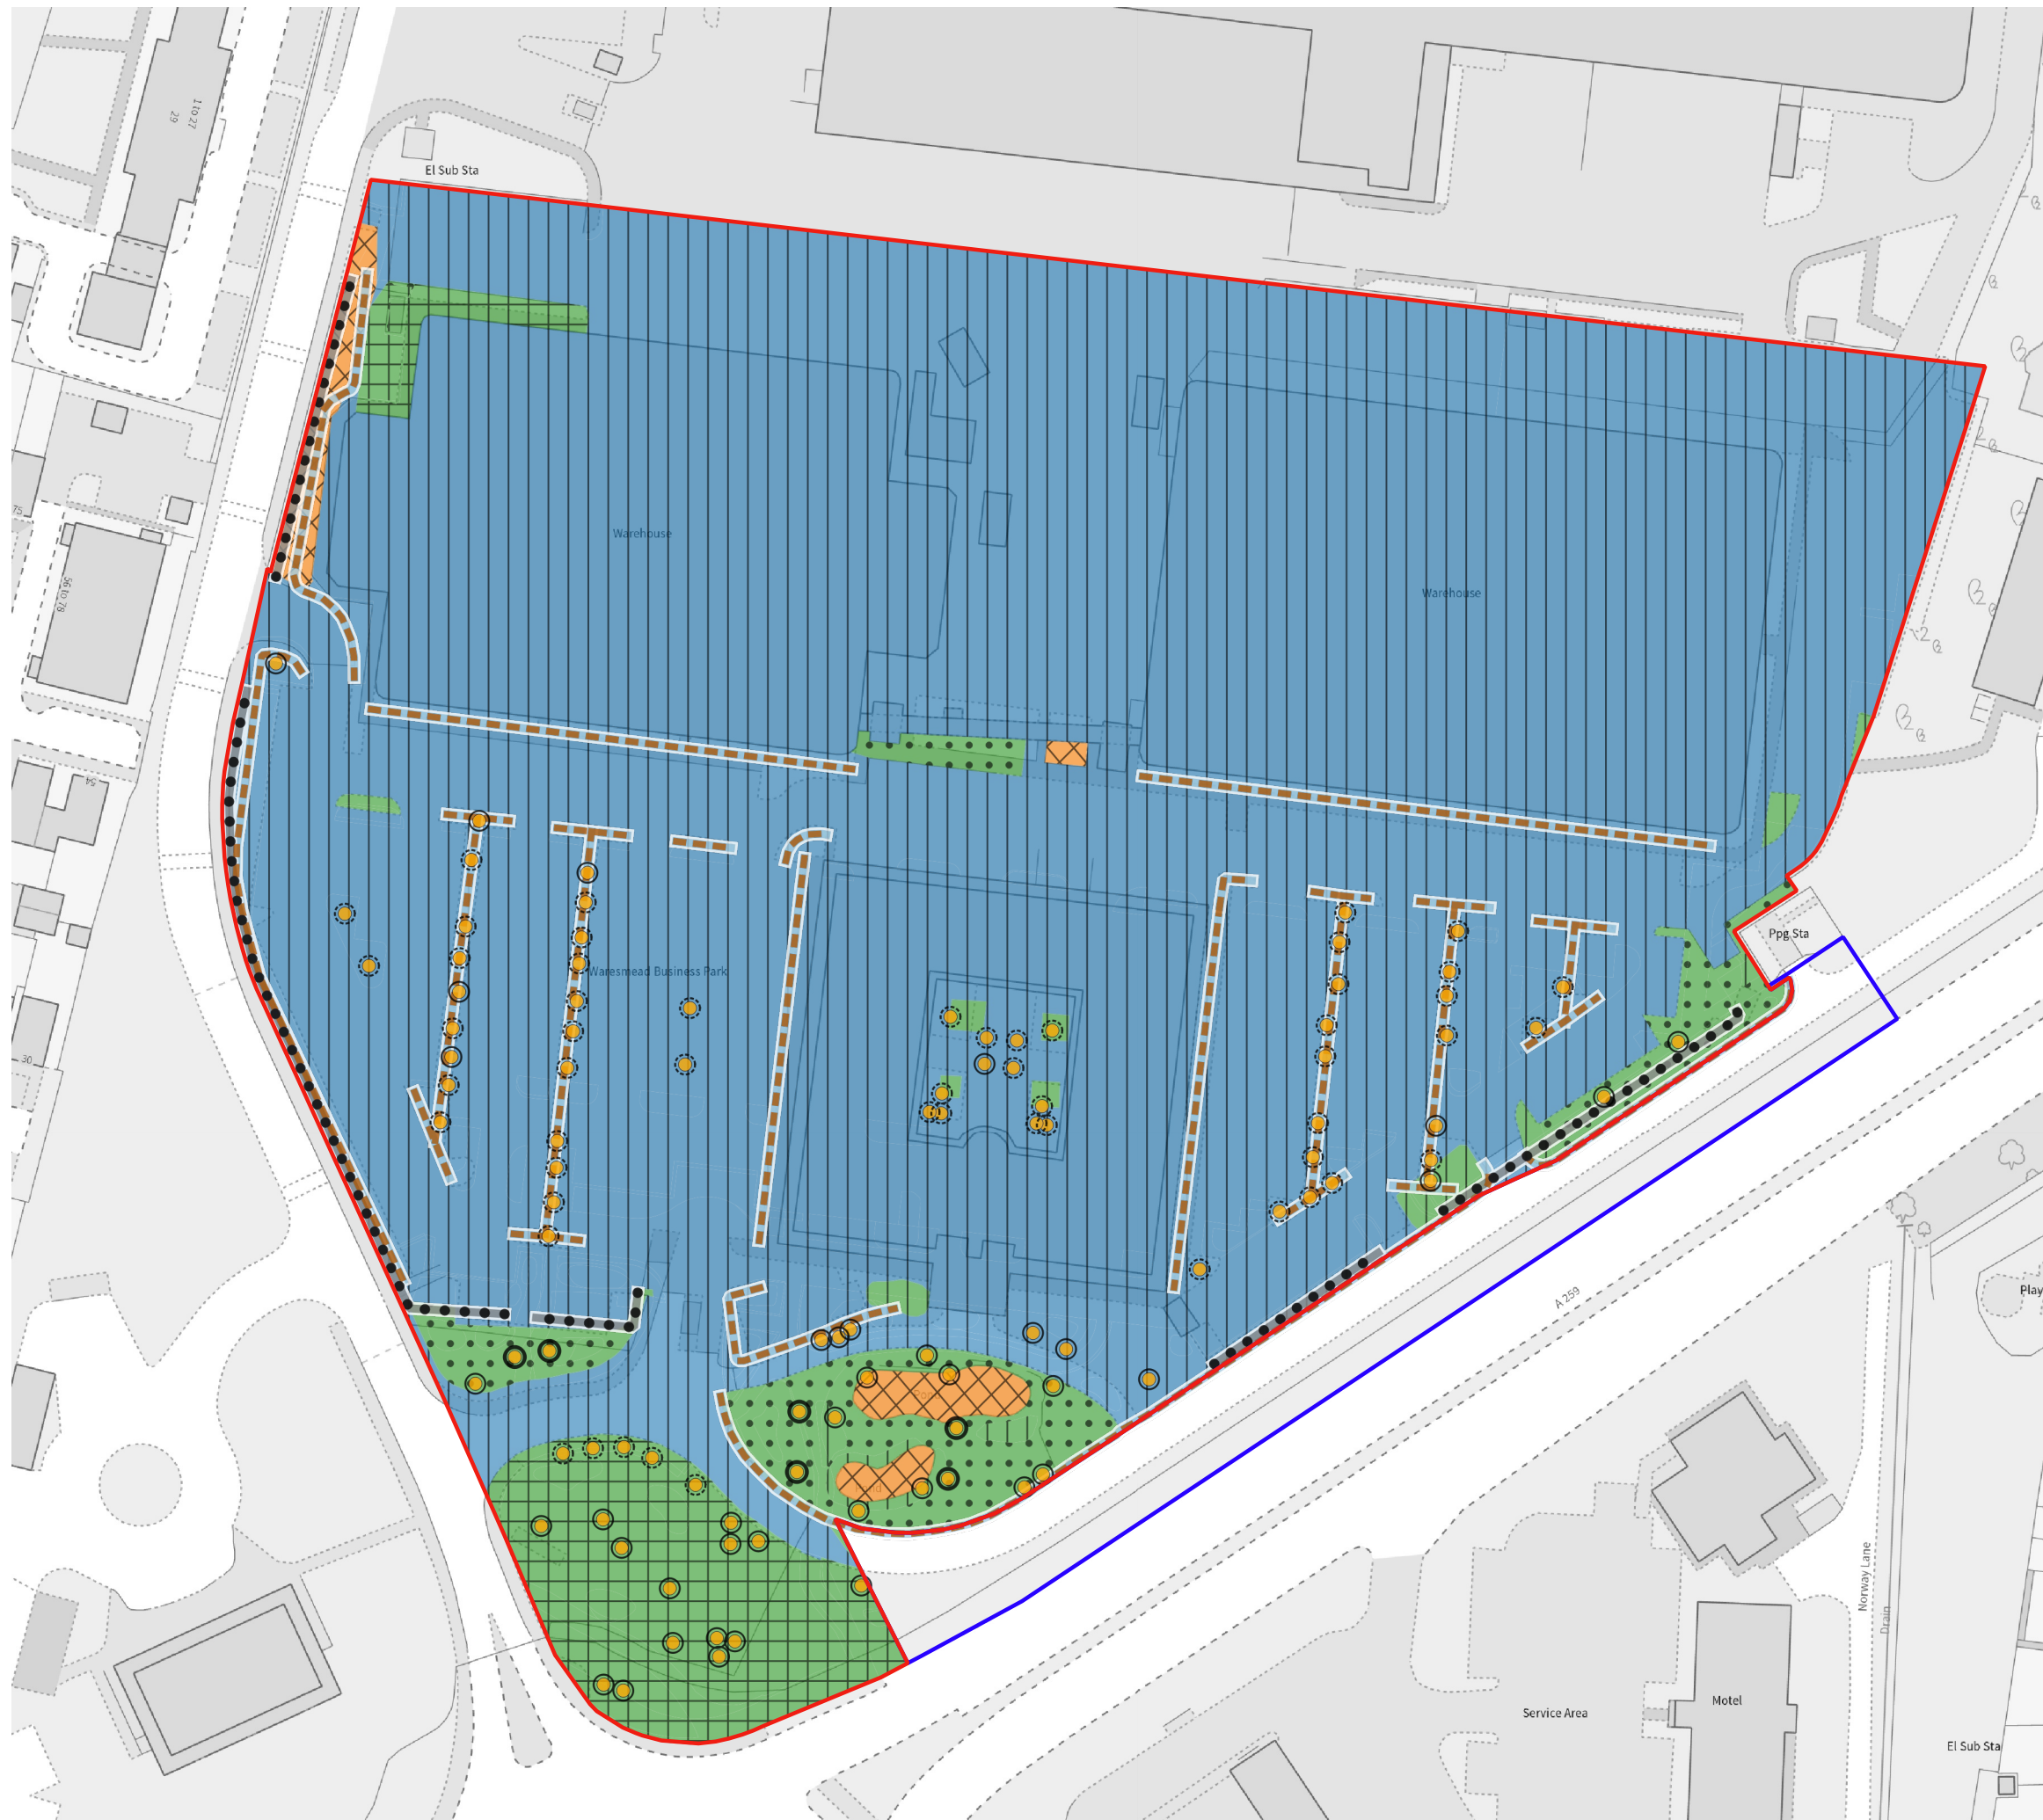 1 to 27
29
El Sub Sta
Warehouse
75
Warehouse
56 to 78
54
Ppg Sta
Waresmead Business Park
30
A 259
Play
Pond
Norway Lane
Drain
Motel
Service Area
El Sub Sta